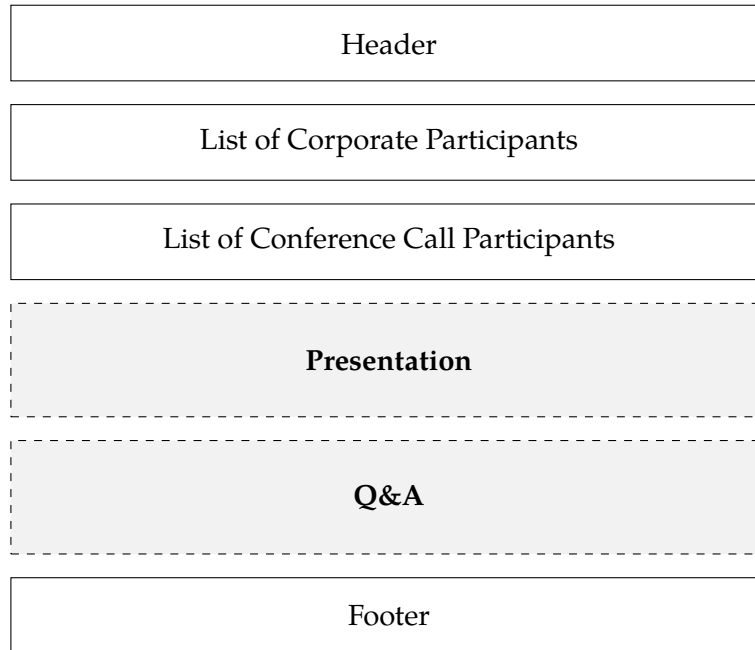 Header
List of Corporate Participants
List of Conference Call Participants
Presentation
Q&A
Footer